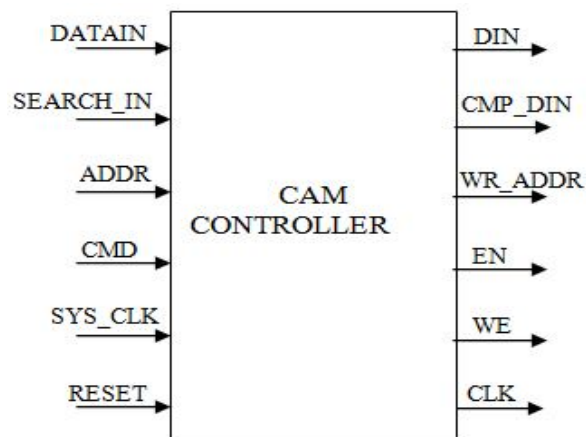 DATAIN
SEARCH_IN
ADDR
CMD
SYS_CLK
RESET
CAM
CONTROLLER
DIN
CMP_DIN
WR_ADDR
EN
WE
CLK